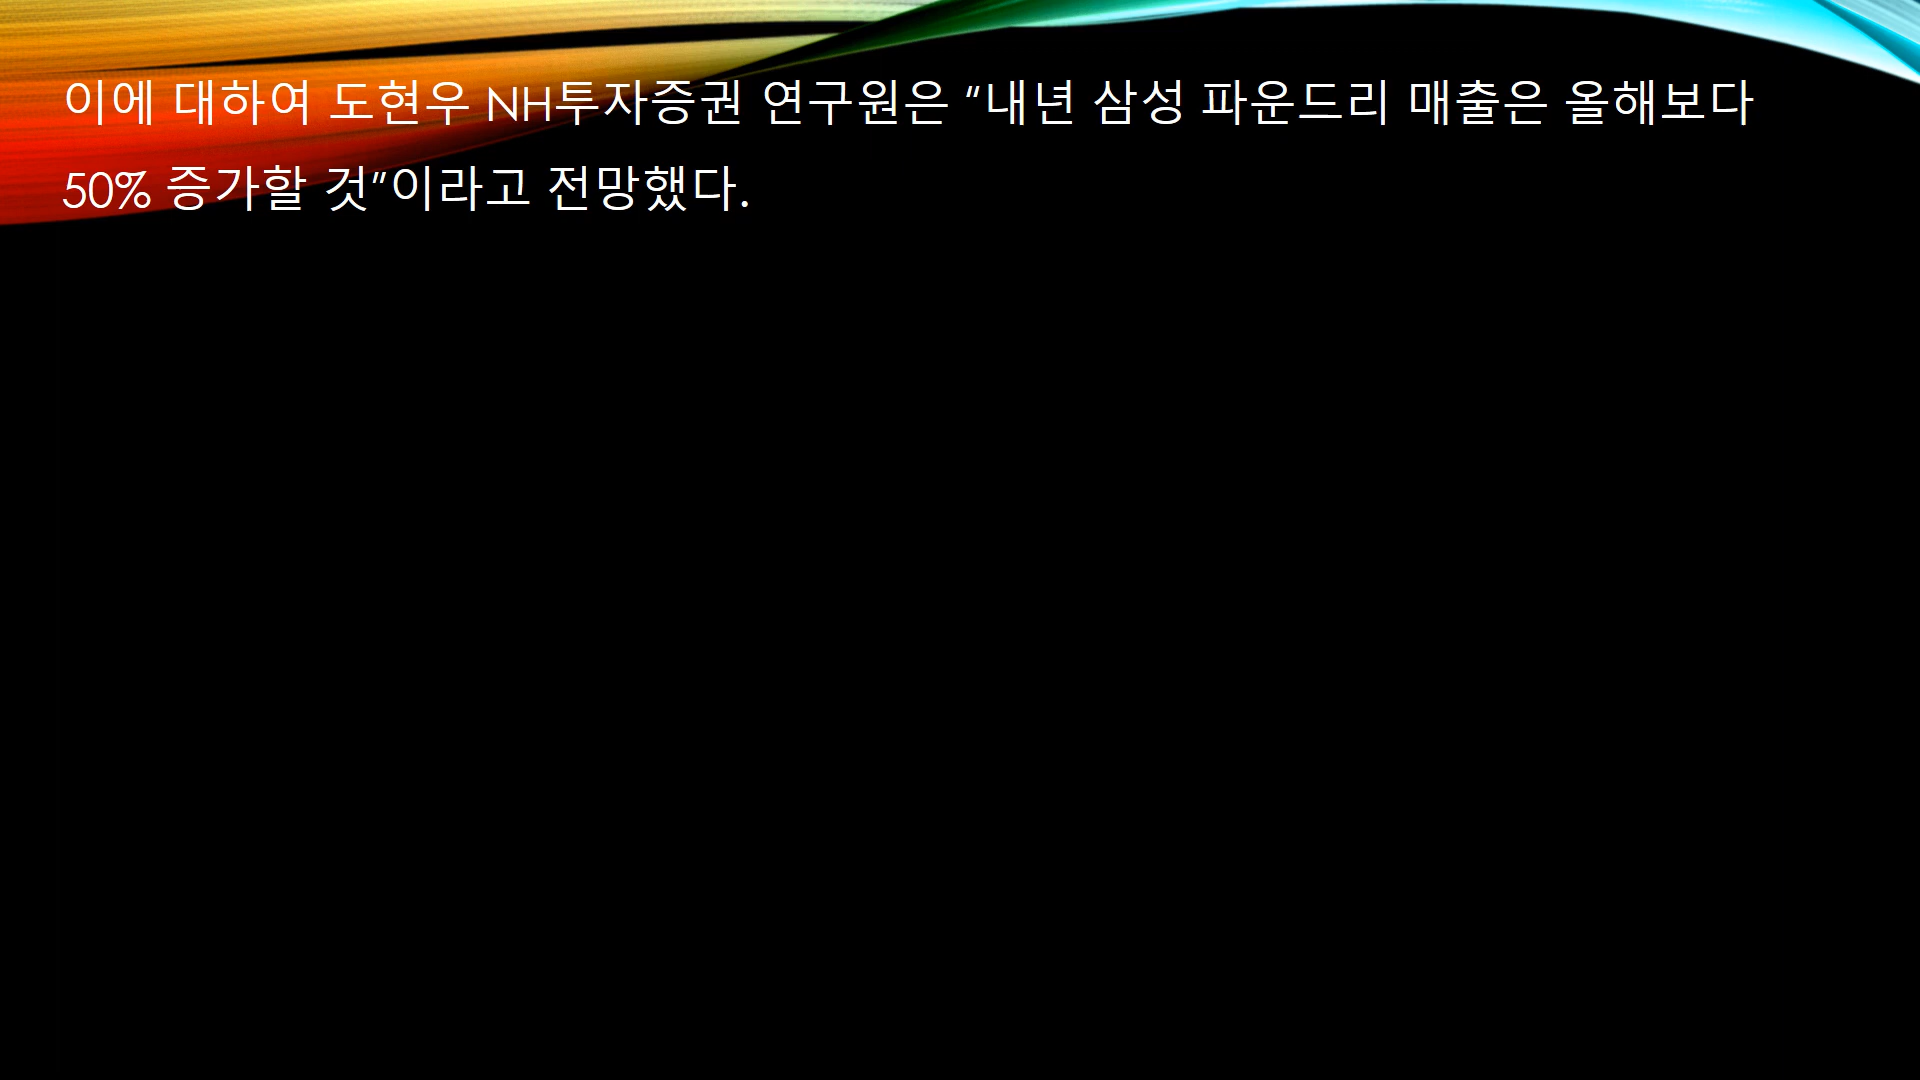 이에 대하여 도현우 NH투자증권 연구원은 “내년 삼성 파운드리 매출은 올해보다
50% 증가할 것”이라고 전망했다.